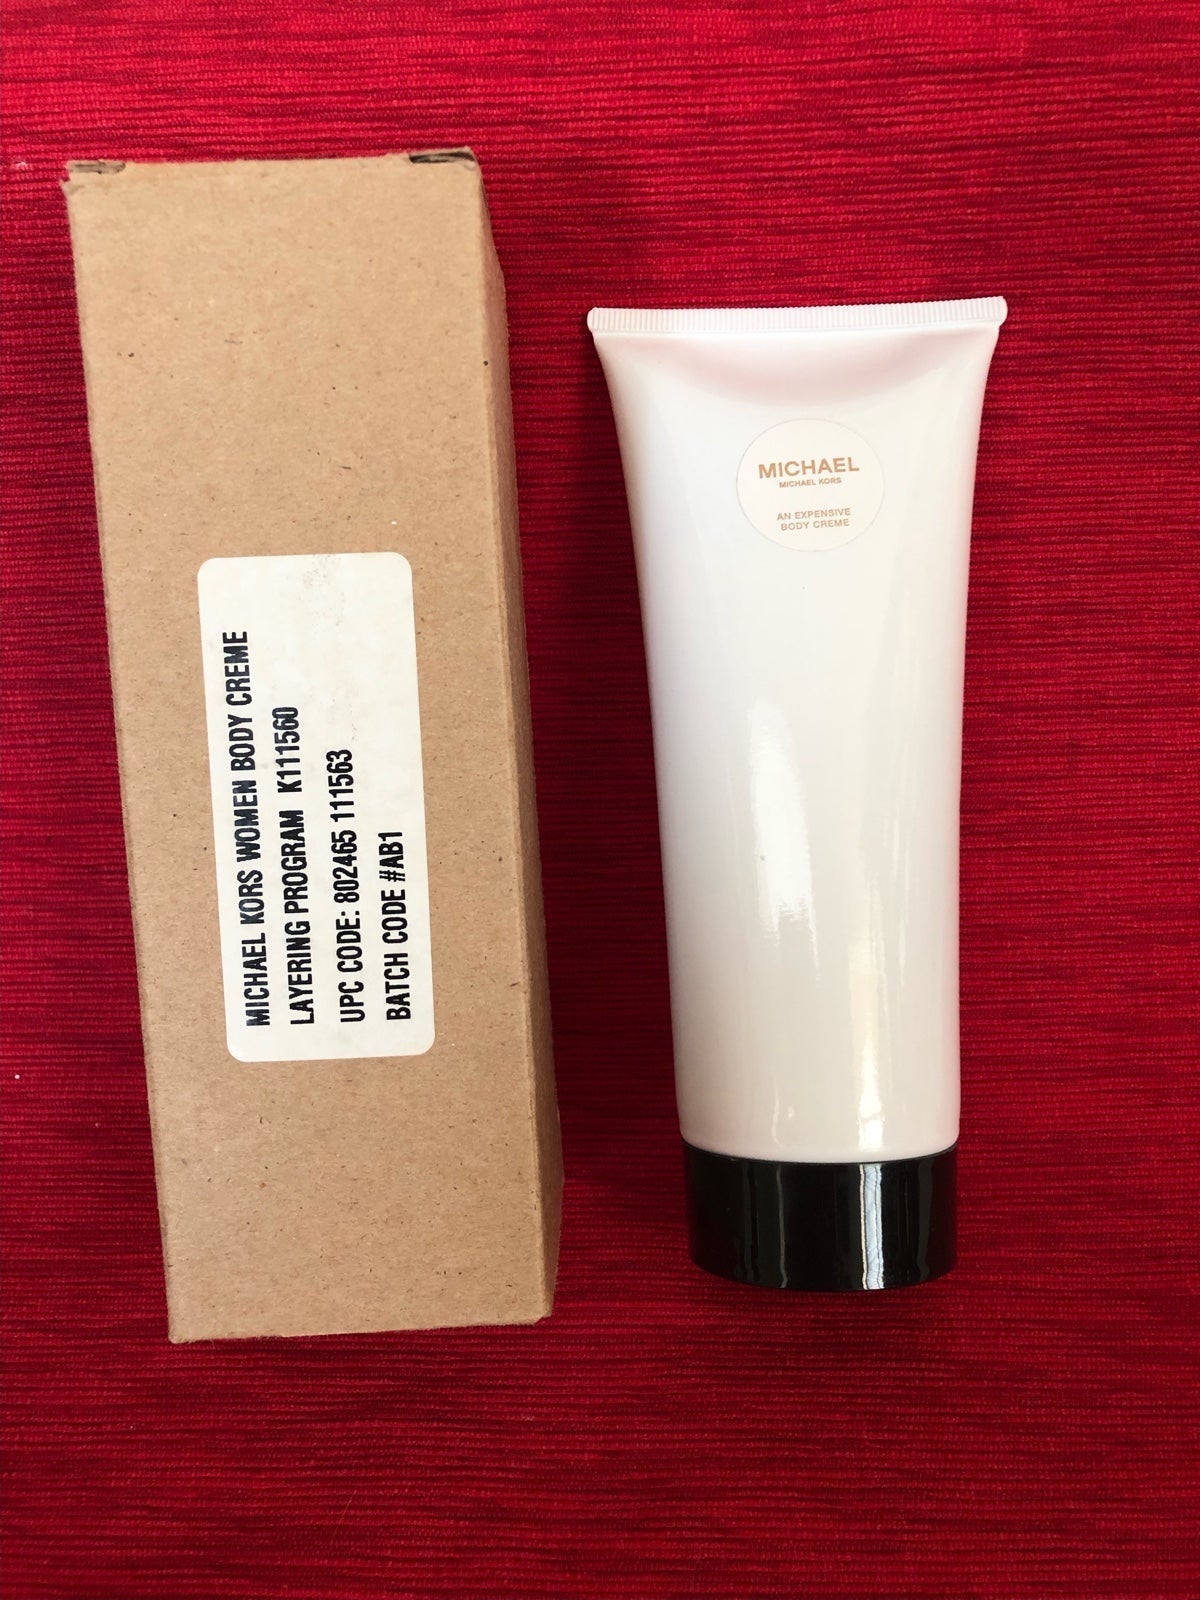 MICHAEL KORS WOMEN BODY CREME
LAYERING PROGRAM K111560
UPC CODE: 802465 111563
BATCH CODE #AB1
MICHAEL
MICHAEL KORS
AN EXPENSIVE
BODY CREME